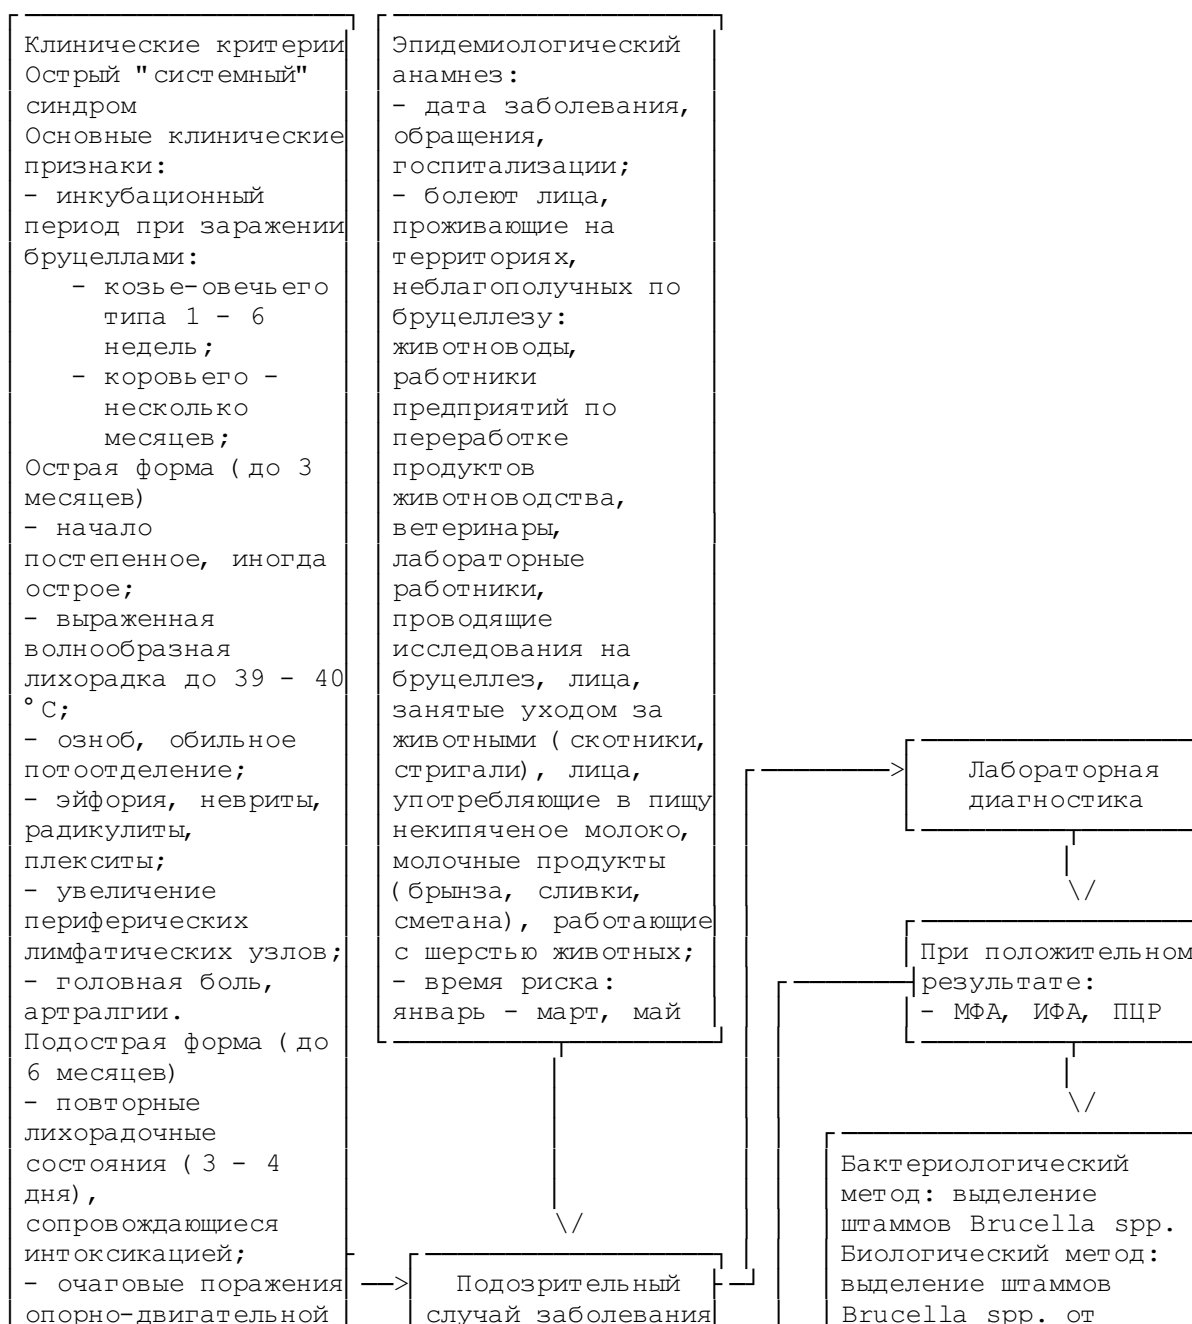 Клинические критерии
Острый "системный"
синдром
Основные клинические
признаки:
- инкубационный
период при заражении
бруцеллами:
- козье-овечьего
типа 1 - 6
недель;
- коровьего -
несколько
месяцев;
Острая форма (до 3
месяцев)
- начало
постепенное, иногда
острое;
- выраженная
волнообразная
лихорадка до 39 - 40
°C;
- озноб, обильное
потоотделение;
- эйфория, невриты,
радикулиты,
плекситы;
- увеличение
периферических
лимфатических узлов;
- головная боль,
артралгии.
Подострая форма (до
6 месяцев)
- повторные
лихорадочные
состояния (3 - 4
дня),
сопровождающиеся
интоксикацией;
- очаговые поражения
опорно-двигательной
Эпидемиологический
анамнез:
- дата заболевания,
обращения,
госпитализации;
- болеют лица,
проживающие на
территориях,
неблагополучных по
бруцеллезу:
животноводы,
работники
предприятий по
переработке
продуктов
животноводства,
ветеринары,
лабораторные
работники,
проводящие
исследования на
бруцеллез, лица,
занятые уходом за
животными (скотники,
стригали), лица,
употребляющие в пищу
некипяченое молоко,
молочные продукты
(брынза, сливки,
сметана), работающие
с шерстью животных;
- время риска:
январь - март, май
Подозрительный
случай заболевания
Лабораторная
диагностика
При положительном
результате:
- МФА, ИФА, ПЦР
Бактериологический
метод: выделение
штаммов Brucella spp.
Биологический метод:
выделение штаммов
Brucella spp. от